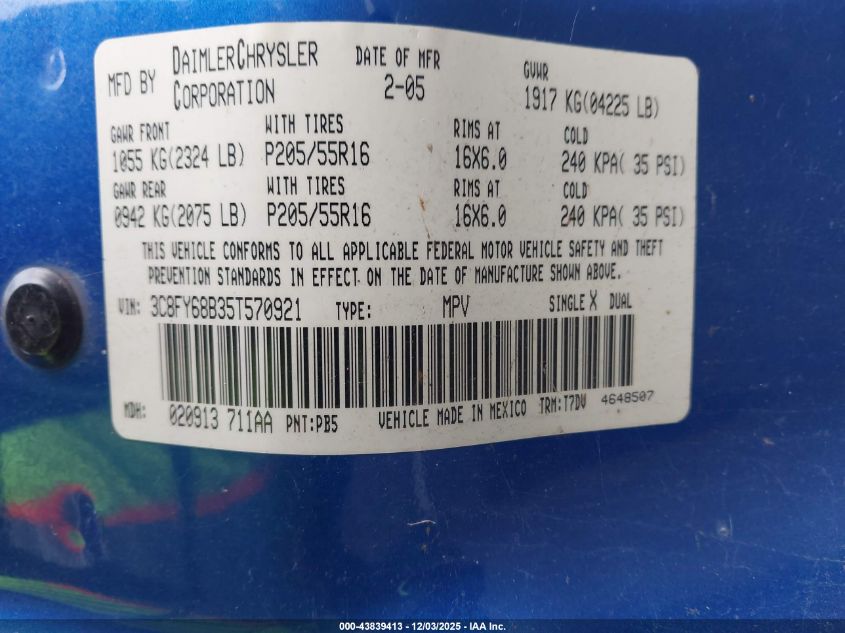 MFD BY DAIMLERCHRYSLER CORPORATION DATE OF MFR 2-05 GVWR 1917 KG(04225 LB)
GAWR FRONT WITH TIRES RIMS AT COLD
1055 KG(2324 LB) P205/55R16 16X6.0 240 KPA( 35 PSI)
GAWR REAR WITH TIRES RIMS AT COLD
0942 KG(2075 LB) P205/55R16 16X6.0 240 KPA( 35 PSI)
THIS VEHICLE CONFORMS TO ALL APPLICABLE FEDERAL MOTOR VEHICLE SAFETY AND THEFT
PREVENTION STANDARDS IN EFFECT ON THE DATE OF MANUFACTURE SHOWN ABOVE.
VIN: 3C8FY68B35T570921 TYPE: MPV SINGLE X DUAL
MDH: 020913 711AA PNT:PB5 VEHICLE MADE IN MEXICO TRM:T7DV 4648507
000-43839413 - 12/03/2025 - IAA Inc.